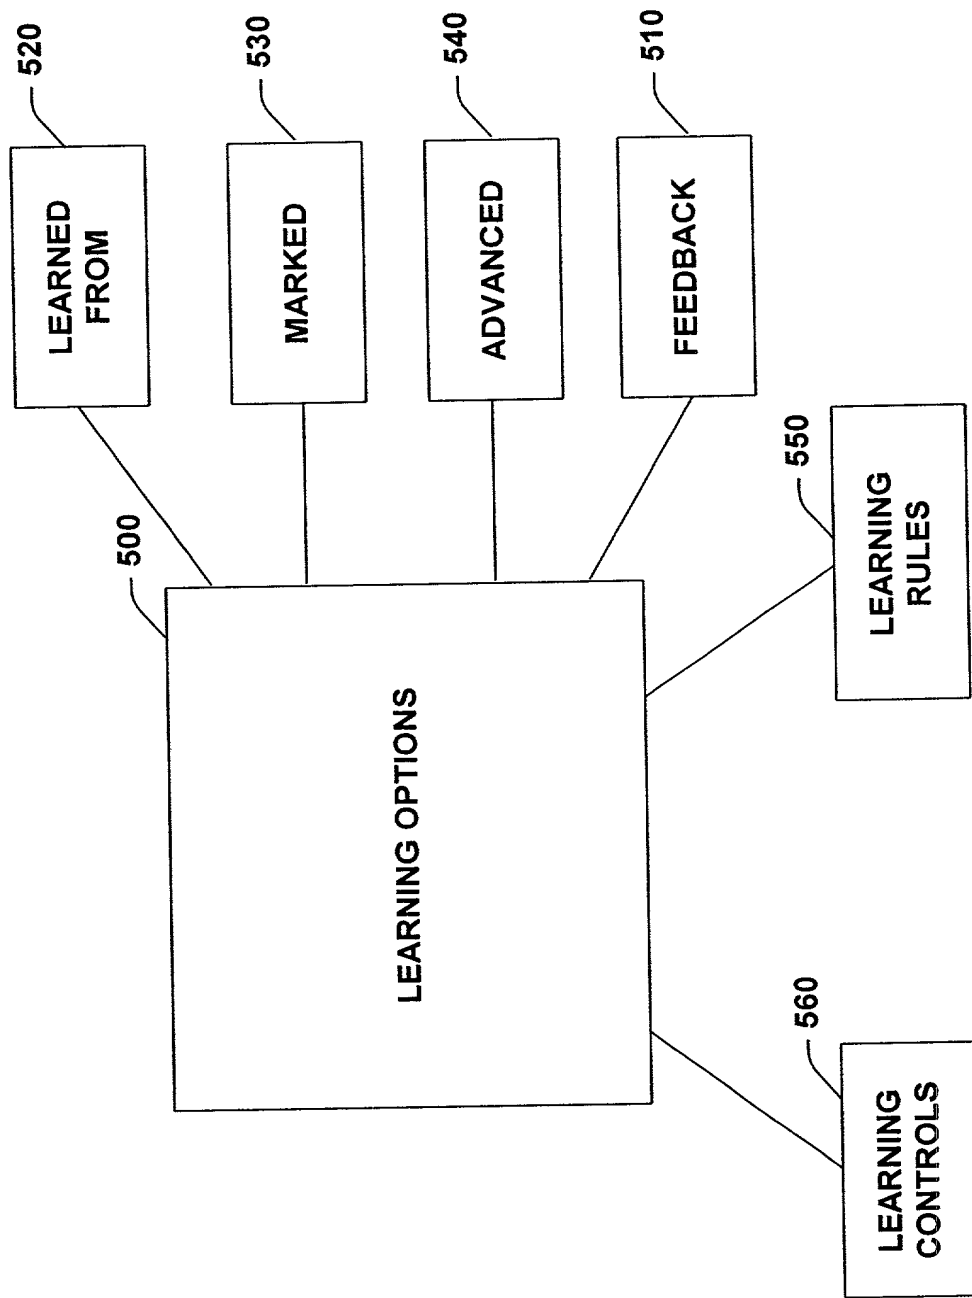 520
LEARNED
FROM
530
MARKED
540
ADVANCED
510
FEEDBACK
500
LEARNING OPTIONS
550
LEARNING
RULES
560
LEARNING
CONTROLS